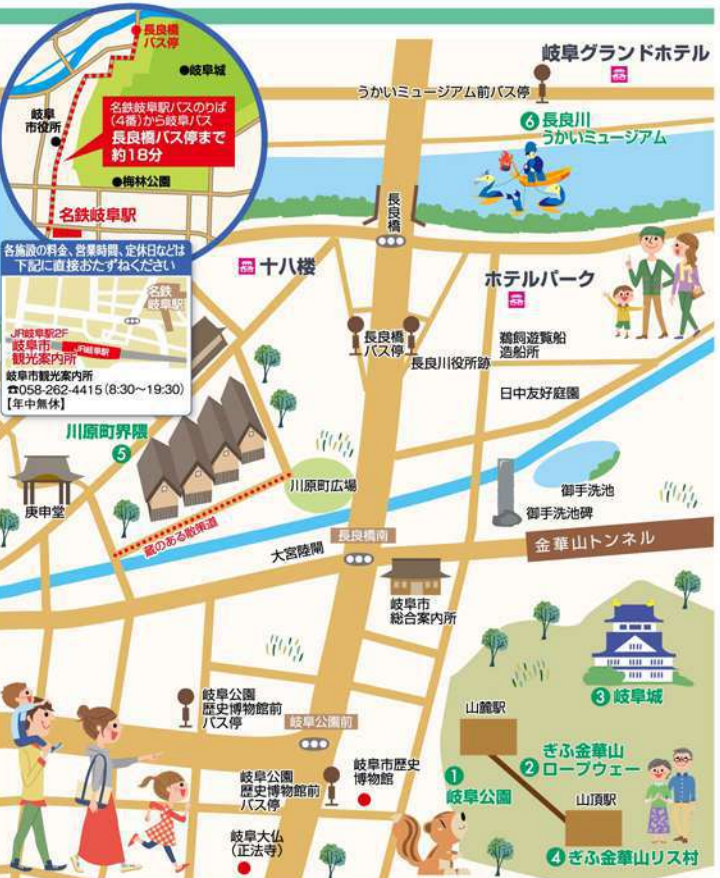 長良橋
バス停
●岐阜城
岐阜
市役所
名鉄岐阜駅バスのりば
(4番)から岐阜バス
長良橋バス停まで
約18分
●梅林公園
名鉄岐阜駅
各施設の料金、営業時間、定休日などは
下記に直接おたずねください
名鉄
岐阜駅
JR岐阜駅2F
岐阜市
観光案内所
JR岐阜駅
岐阜市観光案内所
☎058-262-4415(8:30〜19:30)
【年中無休】
岐阜グランドホテル
うかいミュージアム前バス停
⑥長良川
うかいミュージアム
長良橋
十八楼
ホテルパーク
長良橋
バス停
長良川役所跡
鵜飼遊覧船
造船所
日中友好庭園
川原町界隈
⑤
庚申堂
川原町広場
蔵のある散策道
御手洗池
御手洗池碑
長良橋南
大宮陸閘
金華山トンネル
岐阜市
総合案内所
③岐阜城
山麓駅
岐阜公園
歴史博物館前
バス停
岐阜公園前
②ぎふ金華山
ロープウェー
①
岐阜公園
岐阜市歴史
博物館
岐阜公園
歴史博物館前
バス停
山頂駅
岐阜大仏
(正法寺)
④ぎふ金華山リス村